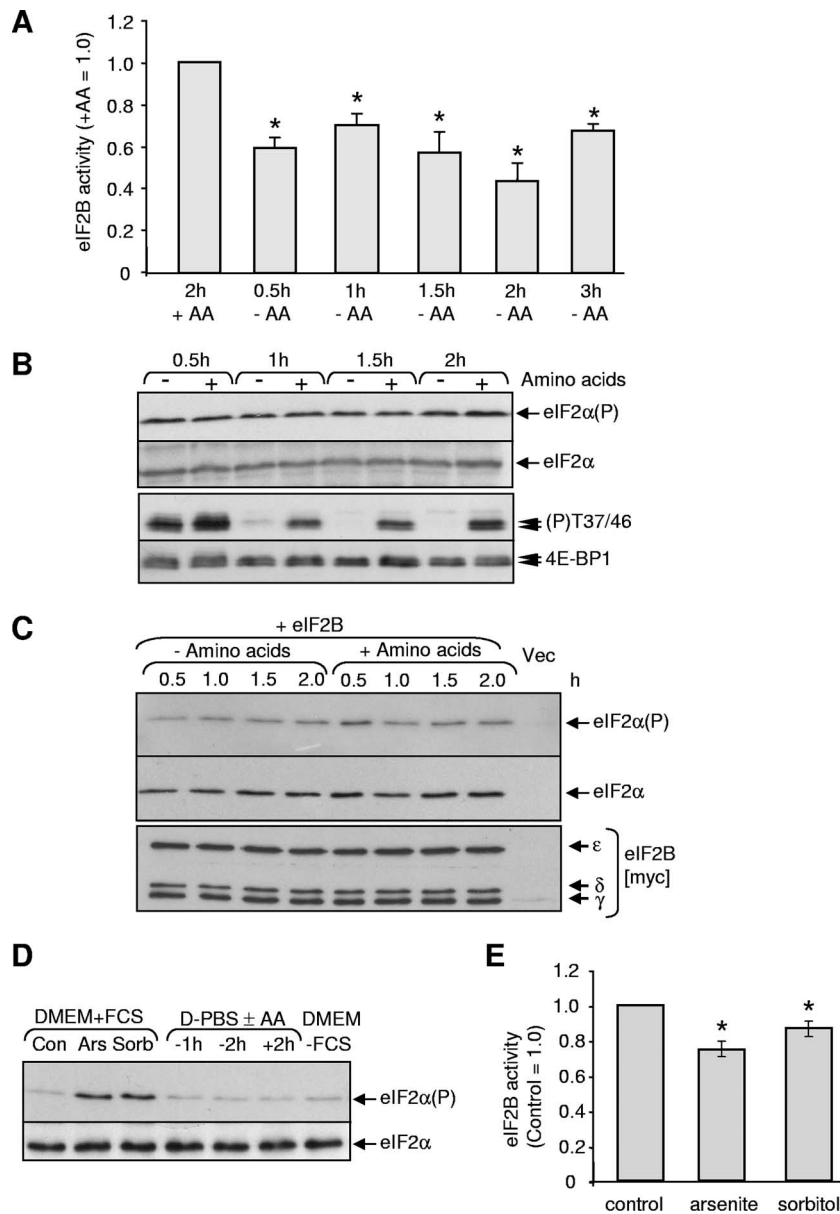 A
eIF2B activity (+AA = 1.0)
1.0
0.8
0.6
0.4
0.2
0
* * * * *
2h 0.5h 1h 1.5h 2h 3h
+ AA - AA - AA - AA - AA - AA
B
0.5h 1h 1.5h 2h
- + - + - + - + Amino acids
eIF2α(P)
eIF2α
(P)T37/46
4E-BP1
C
+ eIF2B
- Amino acids + Amino acids Vec
0.5 1.0 1.5 2.0 0.5 1.0 1.5 2.0 h
eIF2α(P)
eIF2α
ε
δ
γ
eIF2B
[myc]
D
DMEM+FCS D-PBS ± AA DMEM
Con Ars Sorb -1h -2h +2h -FCS
eIF2α(P)
eIF2α
E
eIF2B activity
(Control = 1.0)
1.2
1.0
0.8
0.6
0.4
0.2
0
* *
control arsenite sorbitol